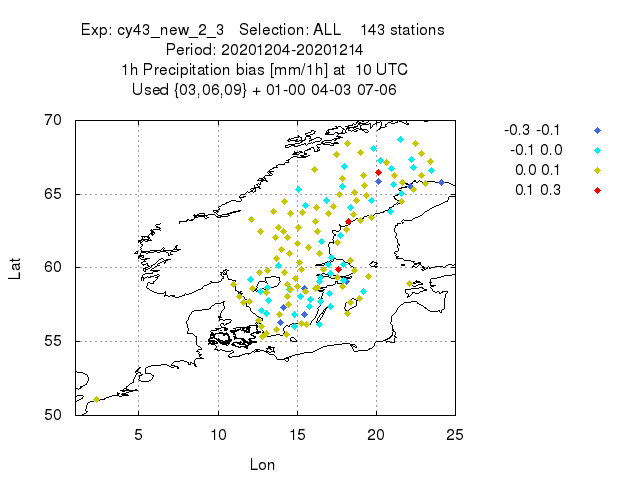 Exp: cy43_new_2_3 Selection: ALL 143 stations
Period: 20201204-20201214
1h Precipitation bias [mm/1h] at 10 UTC
Used {03,06,09} + 01-00 04-03 07-06
-0.3 -0.1
-0.1 0.0
0.0 0.1
0.1 0.3
70
65
60
55
50
Lat
5 10 15 20 25
Lon